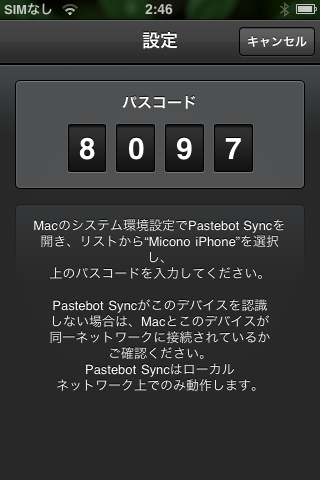 SIMなし 2:46
設定 キャンセル
パスコード
8 0 9 7
Macのシステム環境設定でPastebot Syncを
開き、リストから“Micono iPhone”を選択
し、
上のパスコードを入力してください。
Pastebot Syncがこのデバイスを認識
しない場合は、Macとこのデバイスが
同一ネットワークに接続されているか
ご確認ください。
Pastebot Syncはローカル
ネットワーク上でのみ動作します。